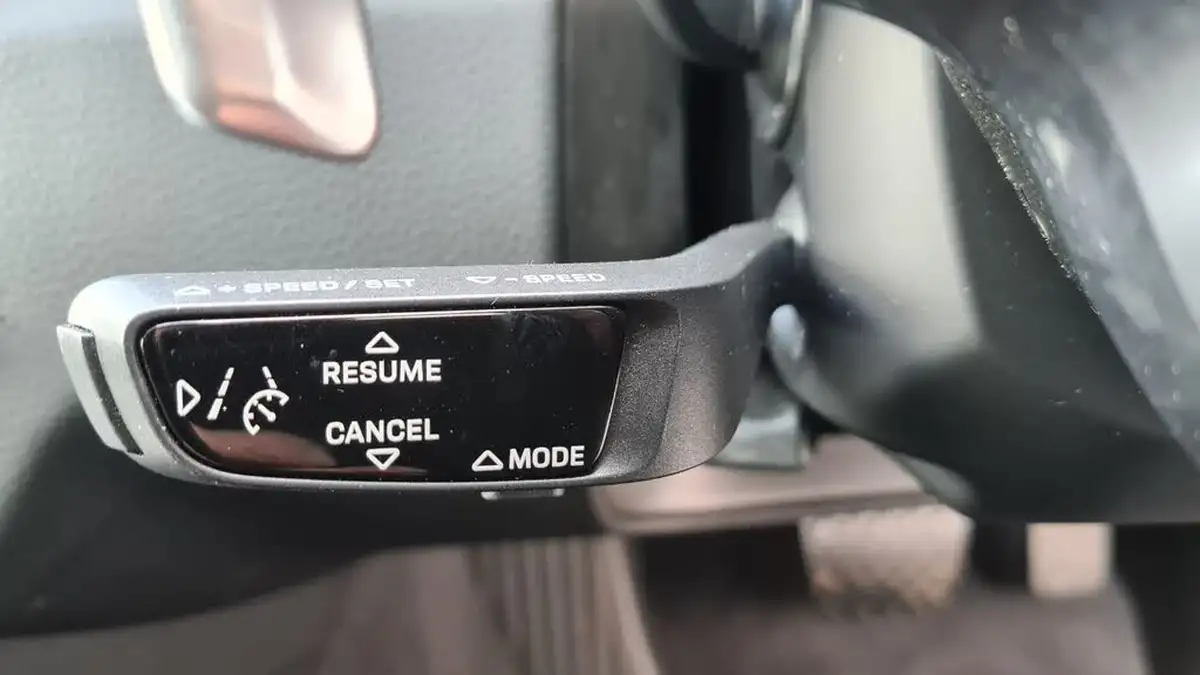 + SPEED / SET - SPEED
RESUME
CANCEL
MODE